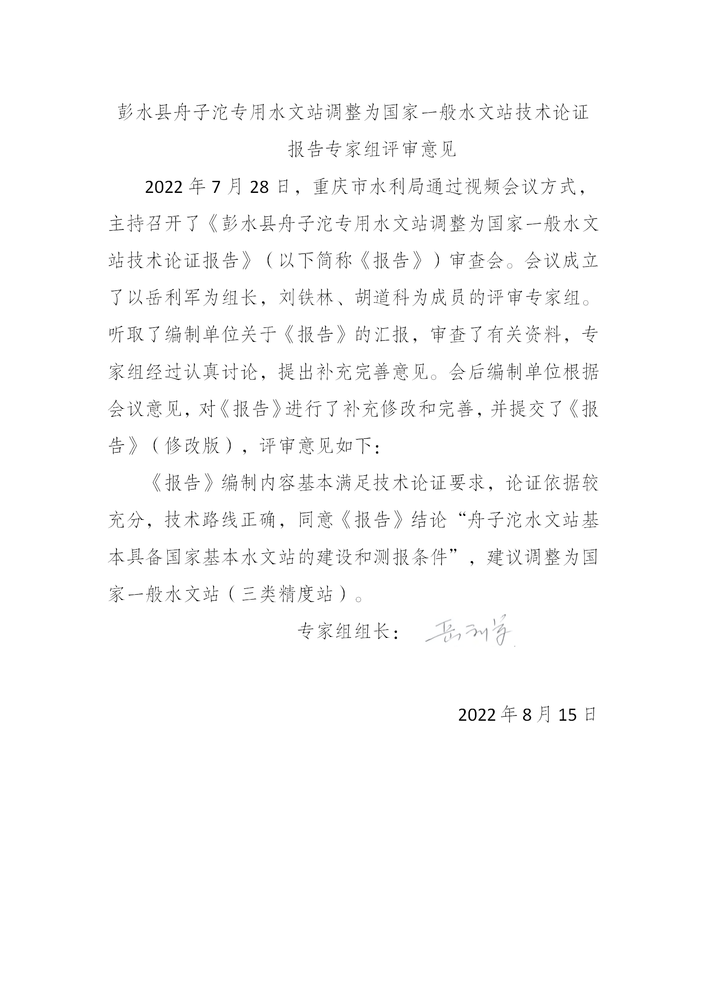 彭水县舟子沱专用水文站调整为国家一般水文站技术论证
报告专家组评审意见
2022 年 7 月 28 日，重庆市水利局通过视频会议方式，
主持召开了《彭水县舟子沱专用水文站调整为国家一般水文
站技术论证报告》（以下简称《报告》）审查会。会议成立
了以岳利军为组长，刘铁林、胡道科为成员的评审专家组。
听取了编制单位关于《报告》的汇报，审查了有关资料，专
家组经过认真讨论，提出补充完善意见。会后编制单位根据
会议意见，对《报告》进行了补充修改和完善，并提交了《报
告》（修改版），评审意见如下：
《报告》编制内容基本满足技术论证要求，论证依据较
充分，技术路线正确，同意《报告》结论“舟子沱水文站基
本具备国家基本水文站的建设和测报条件”，建议调整为国
家一般水文站（三类精度站）。
专家组组长： 岳利军
2022 年 8 月 15 日